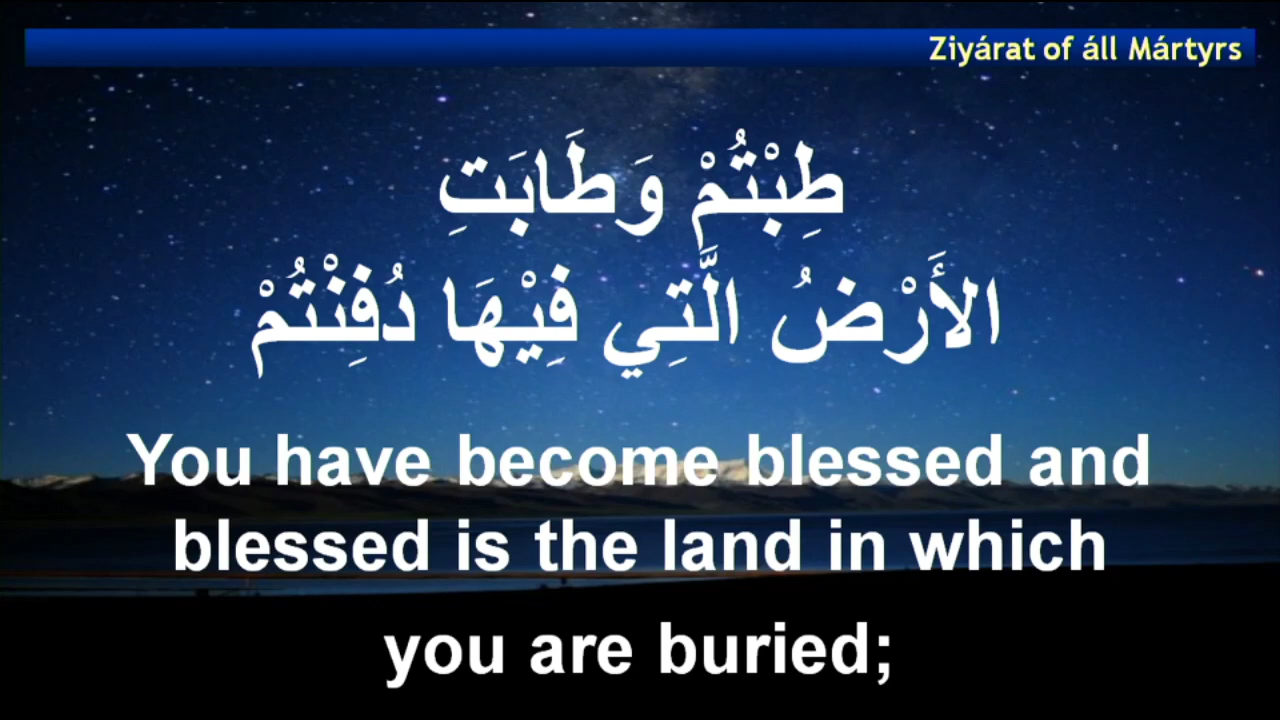 Ziyárat of áll Mártyrs
طِبْتُمْ وَطَابَتِ
الأَرْضُ الَّتِي فِيْهَا دُفِنْتُمْ
You have become blessed and
blessed is the land in which
you are buried;